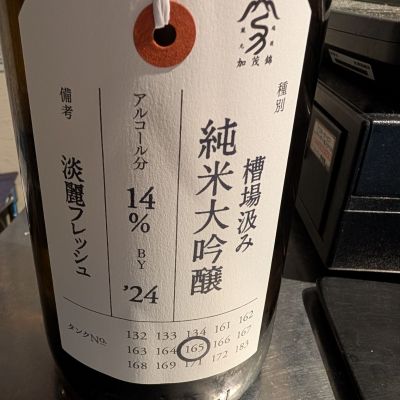 加茂錦
種別
槽場汲み
純米大吟醸
アルコール分
14%
BY
'24
備考
淡麗フレッシュ
タンクNo.
132 133 134 161 162
163 164 165 166 167
168 169 171 172 183